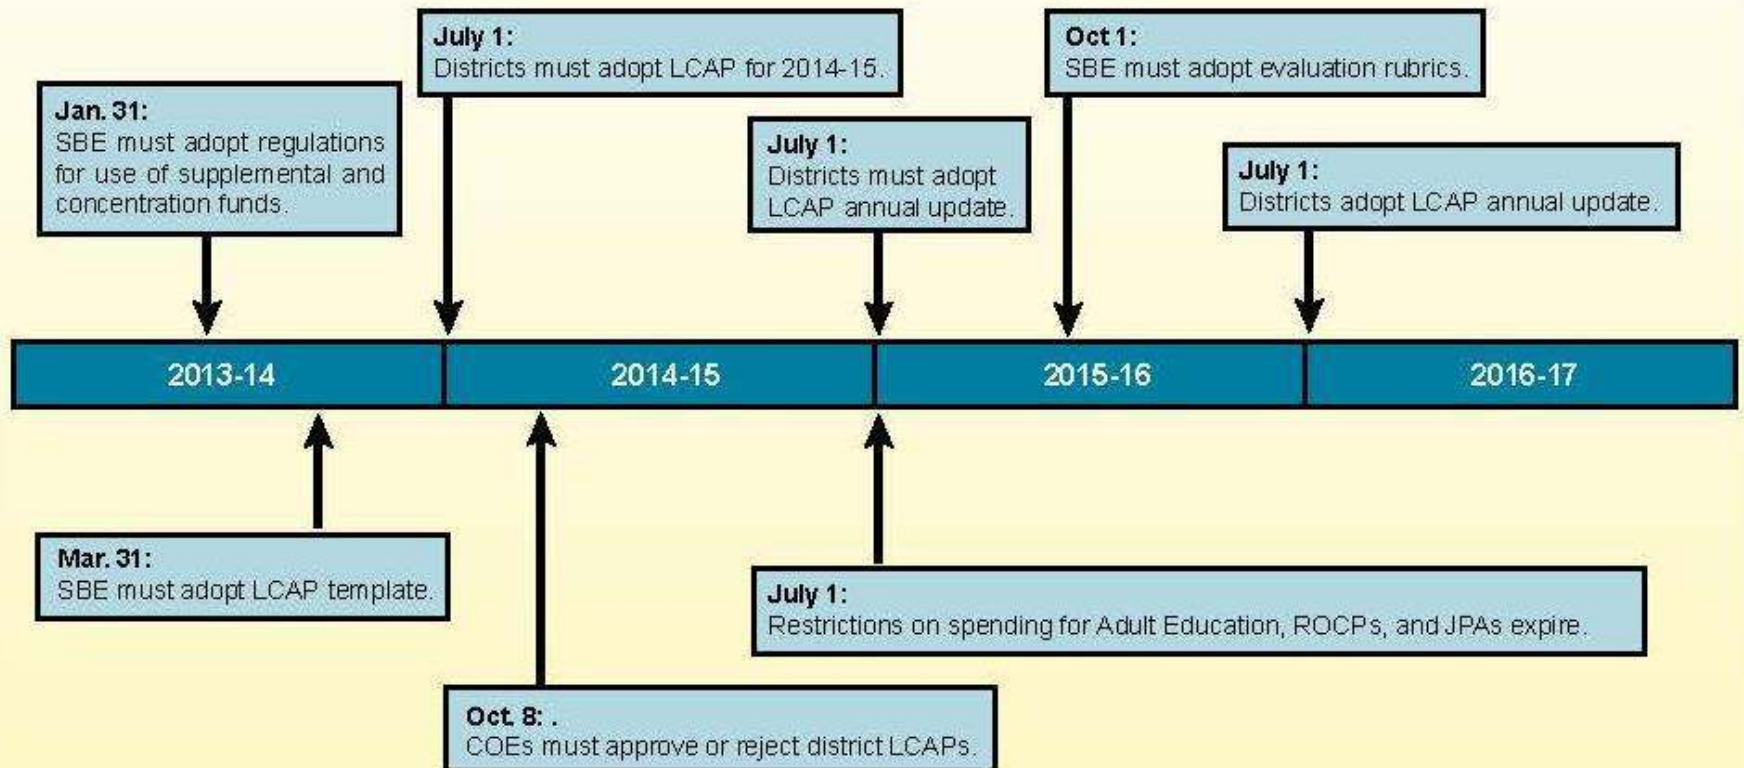 July 1:
Districts must adopt LCAP for 2014-15.
Oct 1:
SBE must adopt evaluation rubrics.
Jan. 31:
SBE must adopt regulations
for use of supplemental and
concentration funds.
July 1:
Districts must adopt
LCAP annual update.
July 1:
Districts adopt LCAP annual update.
2013-14
2014-15
2015-16
2016-17
Mar. 31:
SBE must adopt LCAP template.
July 1:
Restrictions on spending for Adult Education, ROCPs, and JPAs expire.
Oct. 8: .
COEs must approve or reject district LCAPs.